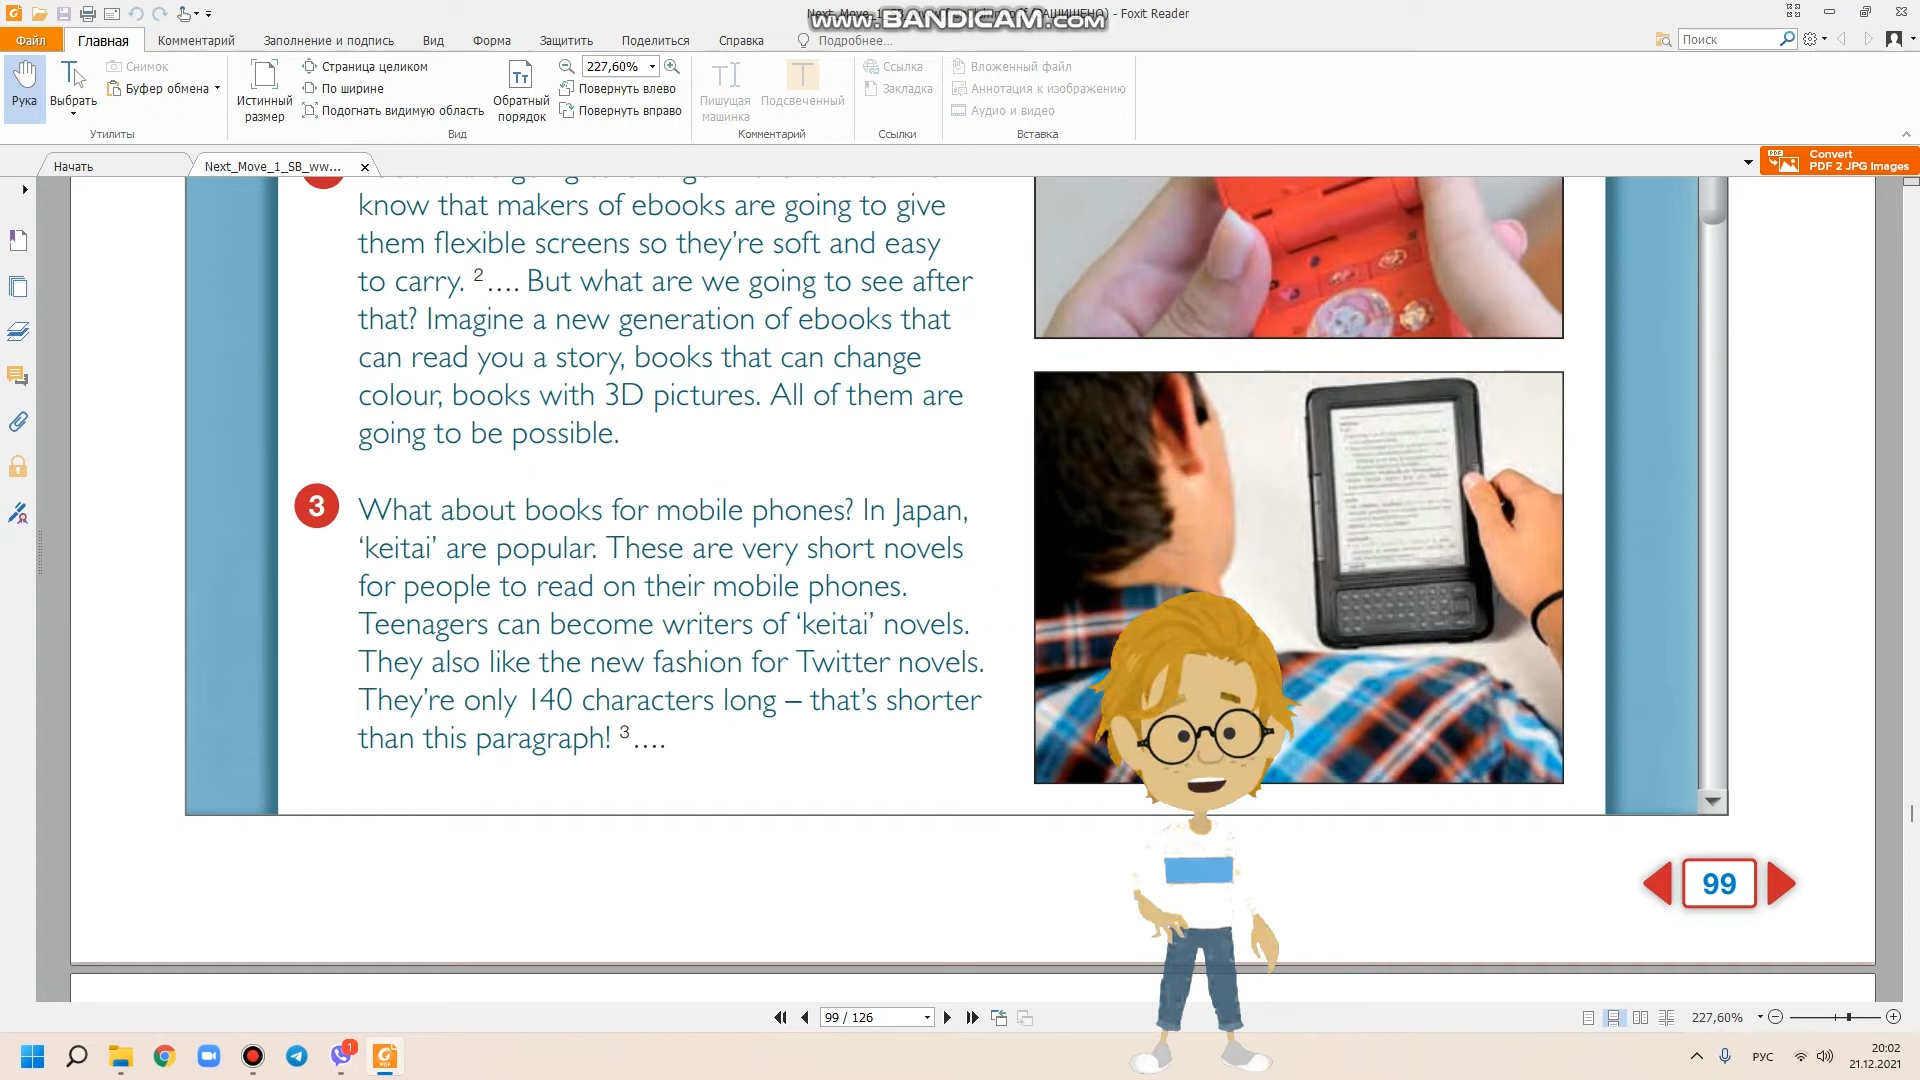 www.BANDICAM.com
- Foxit Reader
Файл
Главная
Комментарий
Заполнение и подпись
Вид
Форма
Защитить
Поделиться
Справка
Подробнее...
Поиск
Рука
Выбрать
Снимок
Буфер обмена
Утилиты
Истинный размер
Страница целиком
По ширине
Подогнать видимую область
Обратный порядок
227,60%
Повернуть влево
Повернуть вправо
Вид
Пишущая машинка
Подсвеченный
Комментарий
Ссылка
Закладка
Ссылки
Вложенный файл
Аннотация к изображению
Аудио и видео
Вставка
Начать
Next_Move_1_SB_ww...
Convert
PDF 2 JPG Images
know that makers of ebooks are going to give
them flexible screens so they’re soft and easy
to carry. 2 …. But what are we going to see after
that? Imagine a new generation of ebooks that
can read you a story, books that can change
colour, books with 3D pictures. All of them are
going to be possible.
3 What about books for mobile phones? In Japan,
‘keitai’ are popular. These are very short novels
for people to read on their mobile phones.
Teenagers can become writers of ‘keitai’ novels.
They also like the new fashion for Twitter novels.
They’re only 140 characters long – that’s shorter
than this paragraph! 3 ….
99
99 / 126
227,60%
1
РУС
20:02
21.12.2021